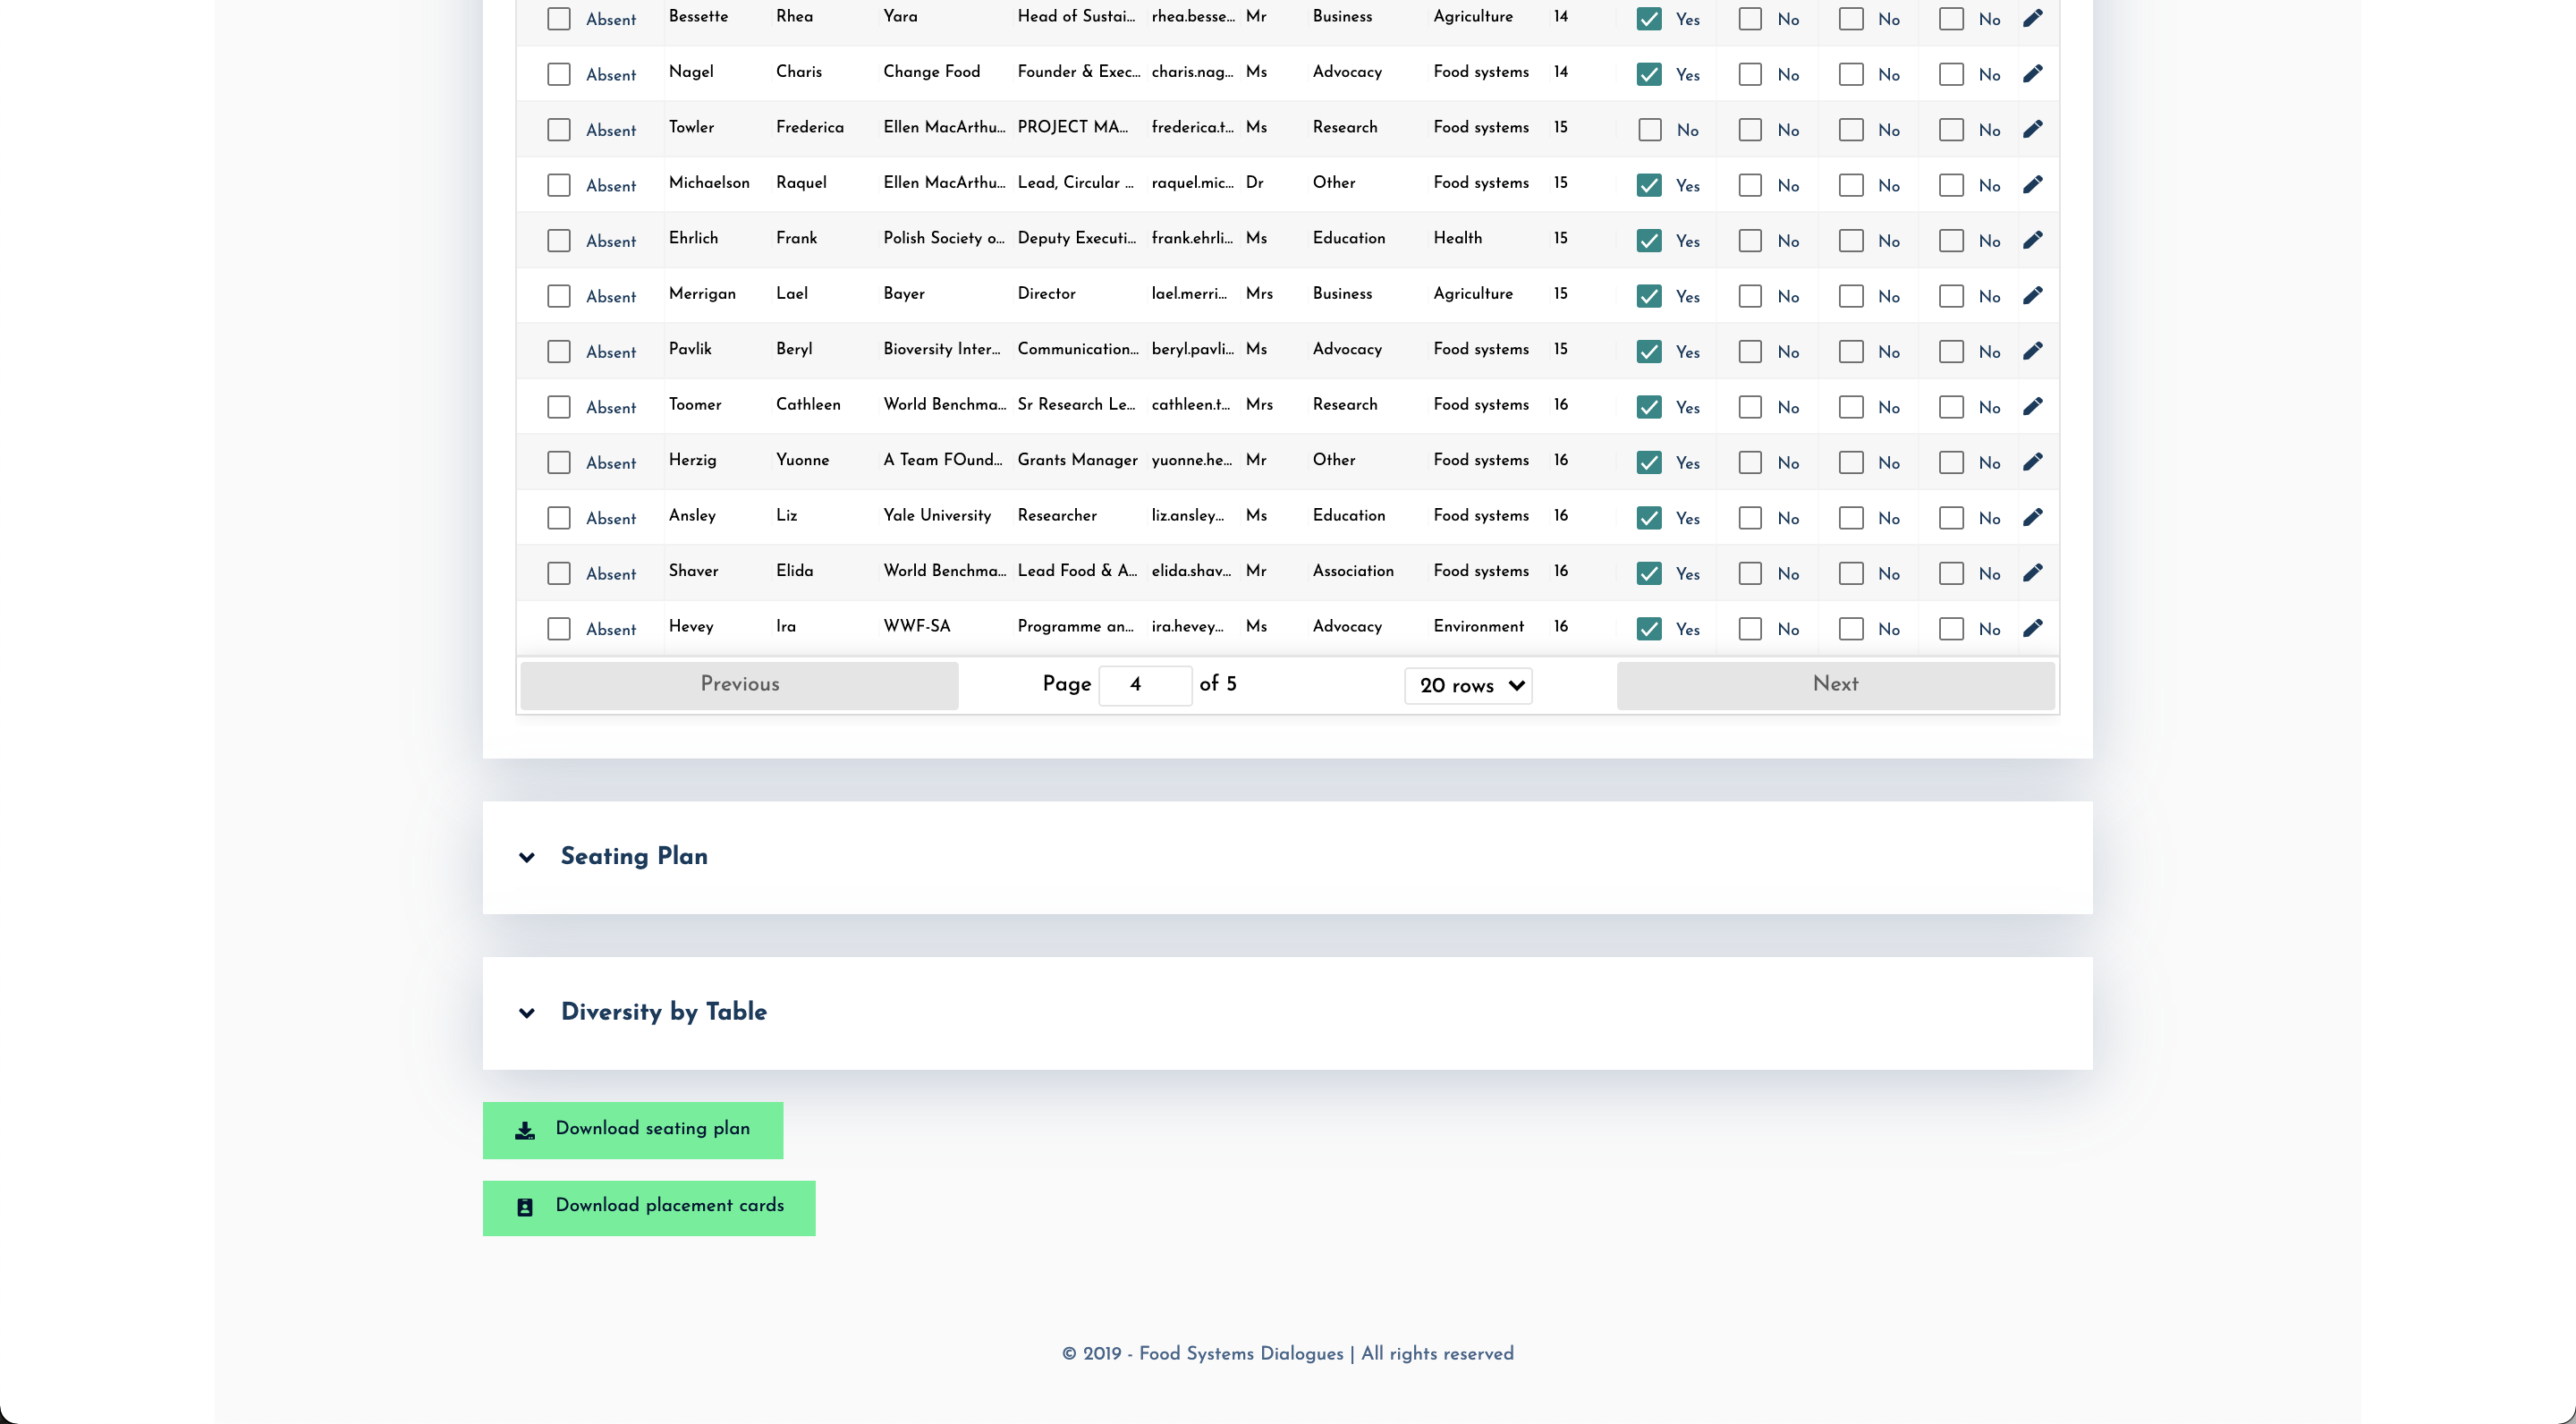 Absent Bessette Rhea Yara Head of Sustai... rhea.besse... Mr Business Agriculture 14 Yes No No No
Absent Nagel Charis Change Food Founder & Exec... charis.nag... Ms Advocacy Food systems 14 Yes No No No
Absent Towler Frederica Ellen MacArthu... PROJECT MA... frederica.t... Ms Research Food systems 15 No No No No
Absent Michaelson Raquel Ellen MacArthu... Lead, Circular ... raquel.mic... Dr Other Food systems 15 Yes No No No
Absent Ehrlich Frank Polish Society o... Deputy Executi... frank.ehrli... Ms Education Health 15 Yes No No No
Absent Merrigan Lael Bayer Director lael.merri... Mrs Business Agriculture 15 Yes No No No
Absent Pavlik Beryl Bioversity Inter... Communication... beryl.pavli... Ms Advocacy Food systems 15 Yes No No No
Absent Toomer Cathleen World Benchma... Sr Research Le... cathleen.t... Mrs Research Food systems 16 Yes No No No
Absent Herzig Yuonne A Team FOund... Grants Manager yuonne.he... Mr Other Food systems 16 Yes No No No
Absent Ansley Liz Yale University Researcher liz.ansley... Ms Education Food systems 16 Yes No No No
Absent Shaver Elida World Benchma... Lead Food & A... elida.shav... Mr Association Food systems 16 Yes No No No
Absent Hevey Ira WWF-SA Programme an... ira.hevey... Ms Advocacy Environment 16 Yes No No No
Previous Page 4 of 5 20 rows Next
Seating Plan
Diversity by Table
Download seating plan
Download placement cards
© 2019 - Food Systems Dialogues | All rights reserved